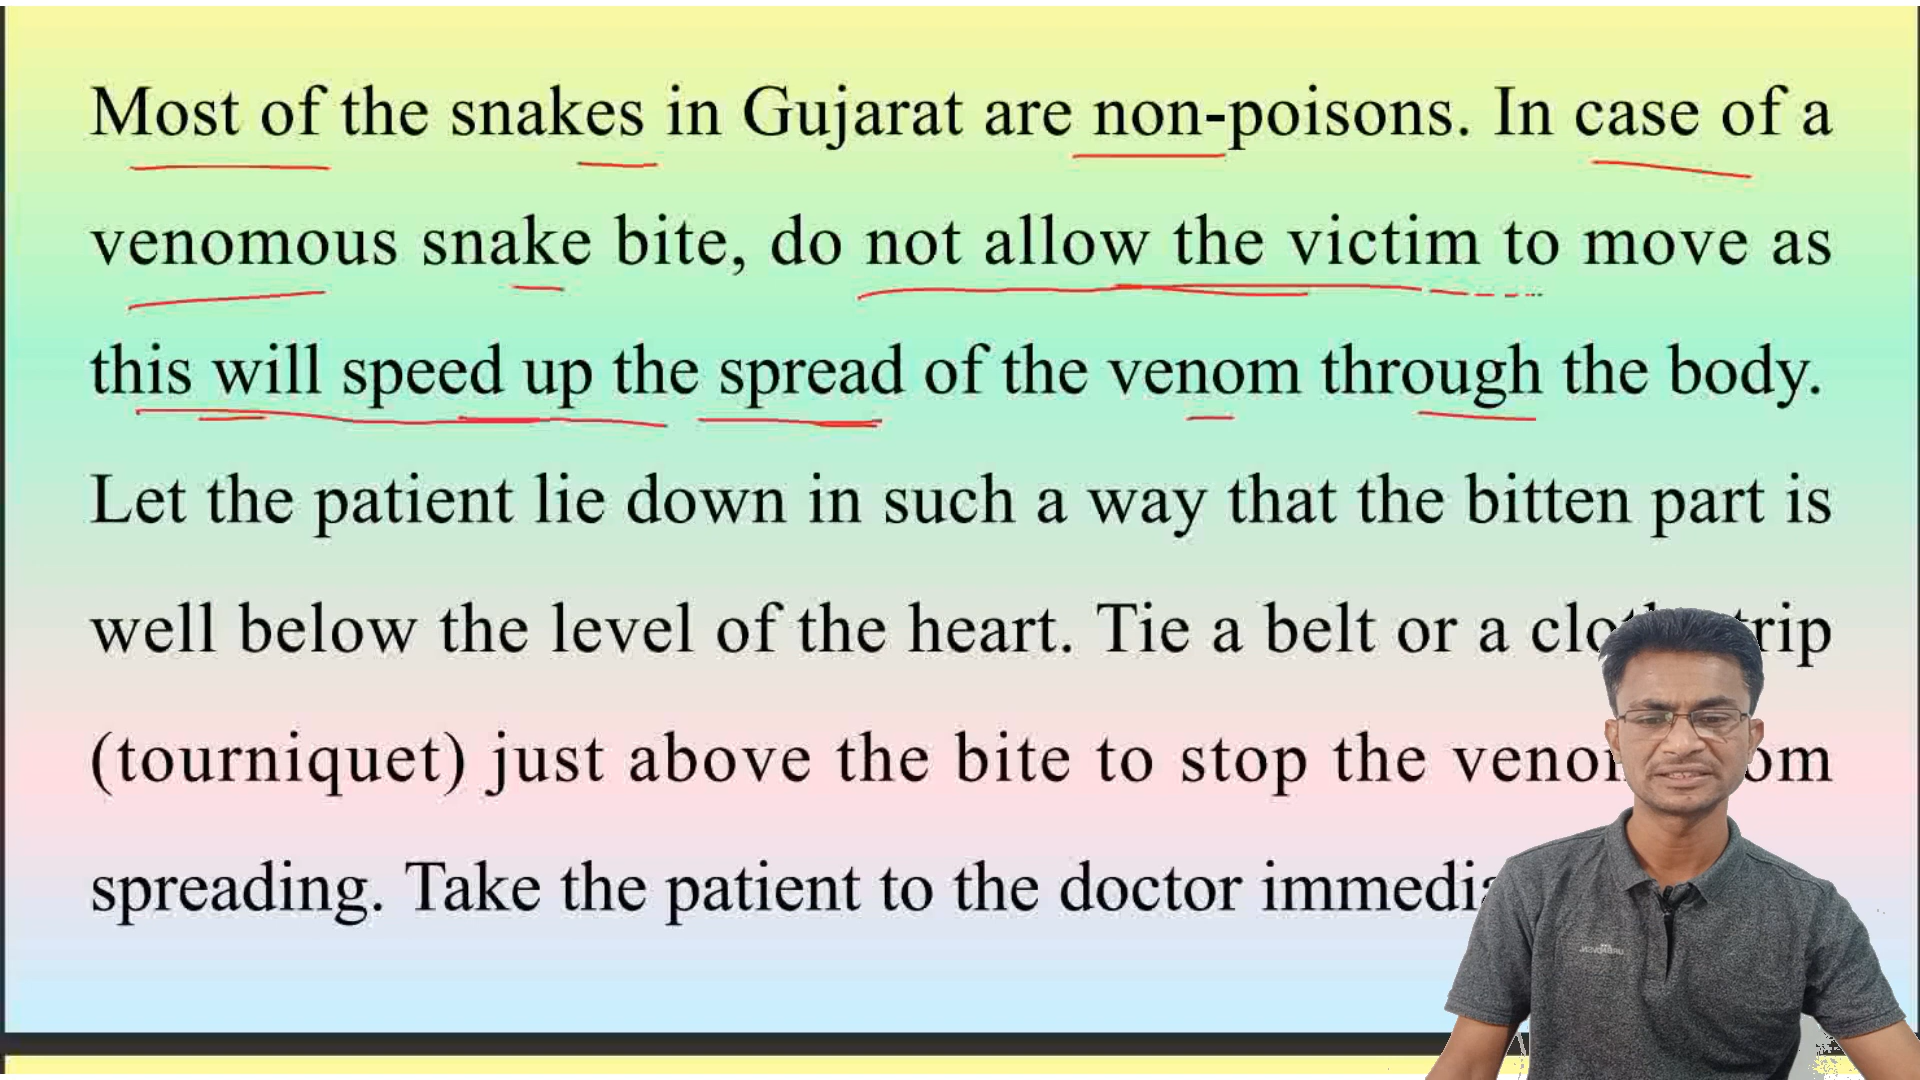 Most of the snakes in Gujarat are non-poisons. In case of a
venomous snake bite, do not allow the victim to move as
this will speed up the spread of the venom through the body.
Let the patient lie down in such a way that the bitten part is
well below the level of the heart. Tie a belt or a
(tourniquet) just above the bite to stop the
spreading. Take the patient to the doctor